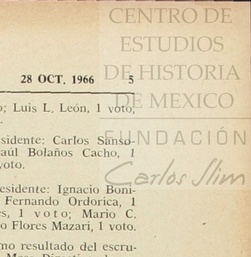 CENTRO DE
ESTUDIOS
DE HISTORIA
DE MEXICO
FUNDACIÓN
Carlos Slim
28 OCT. 1966 5
o; Luis L. León, 1 voto;
sidente: Carlos Sanso-
aúl Bolaños Cacho, 1
voto.
esidente: Ignacio Boni-
Fernando Ordorica, 1
es, 1 voto; Mario C.
o Flores Mazari, 1 voto.
mo resultado del escru-